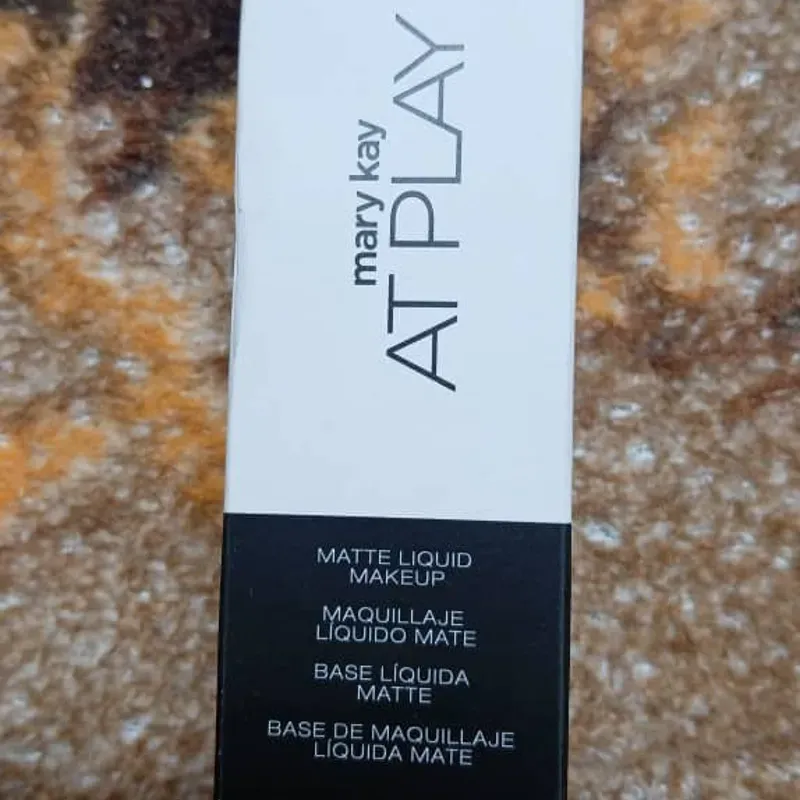 mary kay
AT PLAY
MATTE LIQUID
MAKEUP
MAQUILLAJE
LÍQUIDO MATE
BASE LÍQUIDA
MATTE
BASE DE MAQUILLAJE
LÍQUIDA MATE